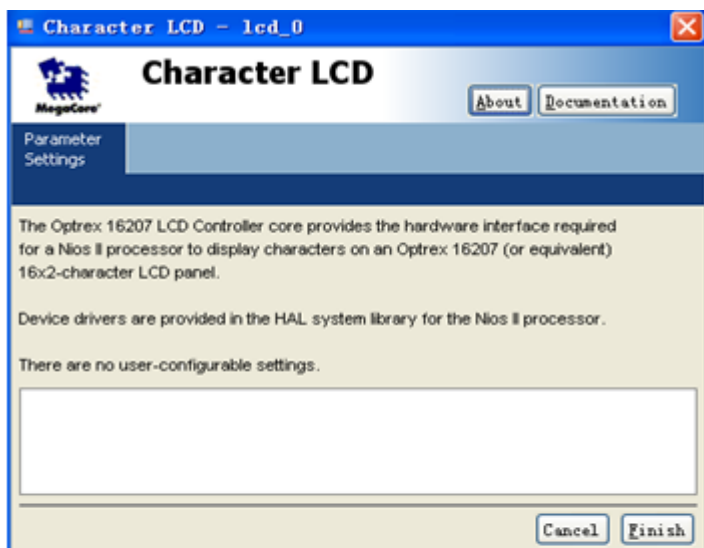 Character LCD - lcd_0
Character LCD
MegaCore'
About Documentation
Parameter
Settings
The Optrex 16207 LCD Controller core provides the hardware interface required
for a Nios II processor to display characters on an Optrex 16207 (or equivalent)
16x2-character LCD panel.
Device drivers are provided in the HAL system library for the Nios II processor.
There are no user-configurable settings.
Cancel Finish